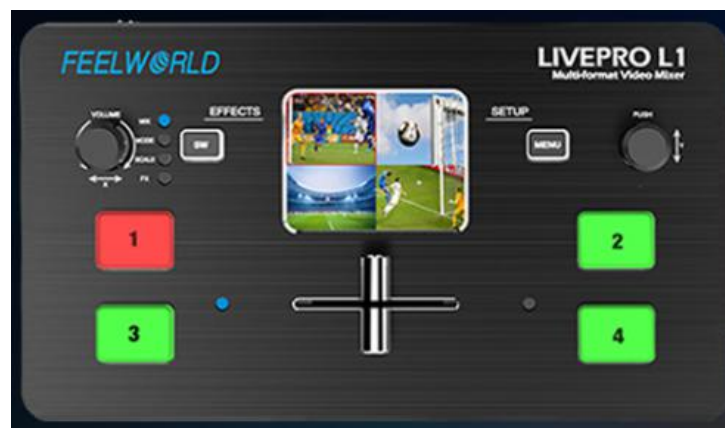 FEELWORLD
LIVEPRO L1
Multi-format Video Mixer
VOLUME
MIX
MODE
SCALE
FX
X
EFFECTS
SW
SETUP
MENU
PUSH
Y
1
2
3
4